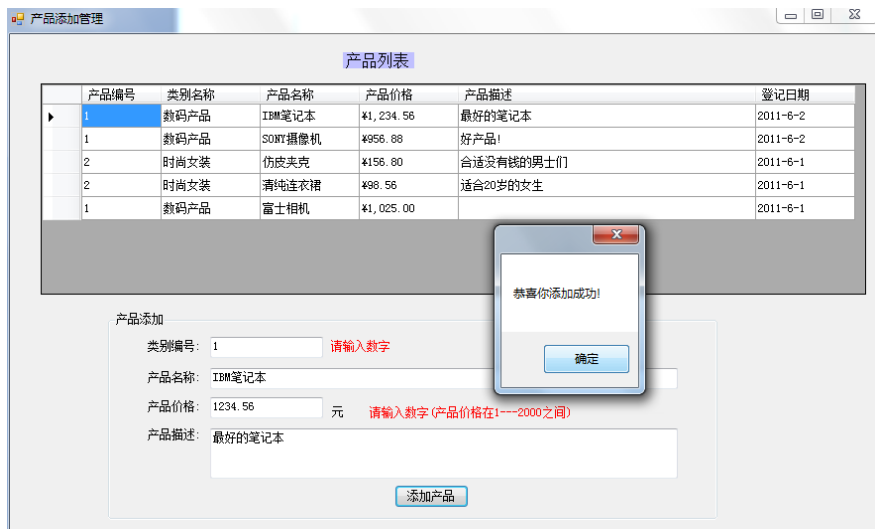 产品添加管理
产品列表
产品编号 类别名称 产品名称 产品价格 产品描述 登记日期
1 数码产品 IBM笔记本 ¥1,234.56 最好的笔记本 2011-6-2
1 数码产品 SONY摄像机 ¥956.88 好产品! 2011-6-2
2 时尚女装 仿皮夹克 ¥156.80 合适没有钱的男士们 2011-6-1
2 时尚女装 清纯连衣裙 ¥98.56 适合20岁的女生 2011-6-1
1 数码产品 富士相机 ¥1,025.00 2011-6-1
恭喜你添加成功!
确定
产品添加
类别编号: 1 请输入数字
产品名称: IBM笔记本
产品价格: 1234.56 元 请输入数字(产品价格在1---2000之间)
产品描述: 最好的笔记本
添加产品